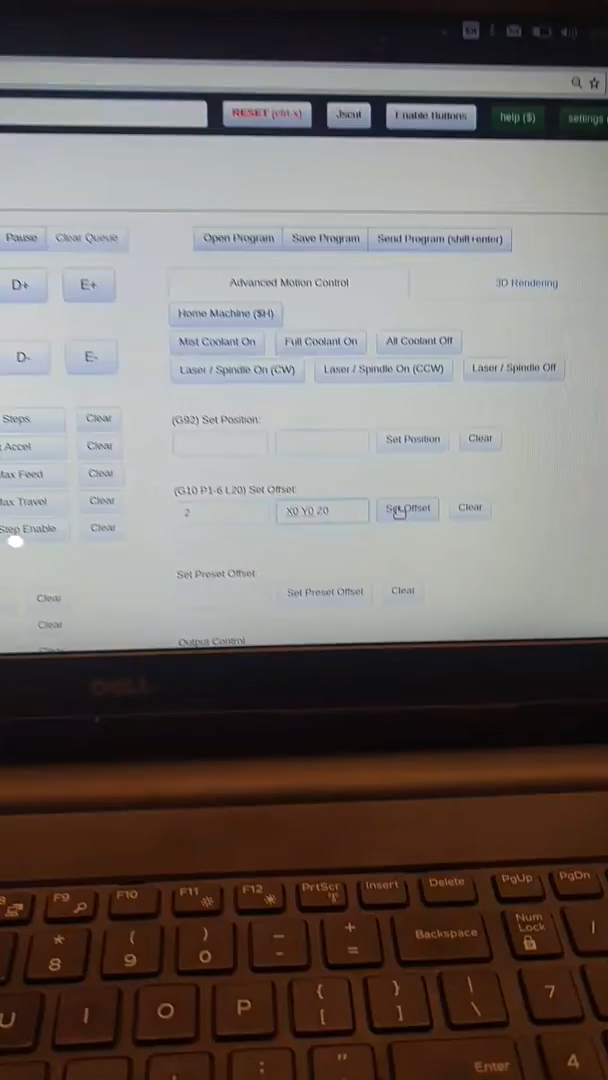 RESET (ctrl-x) Jscut Enable Buttons help ($) settings
Pause Clear Queue Open Program Save Program Send Program (shift+enter)
D+ E+ Advanced Motion Control 3D Rendering
Home Machine ($H)
Mist Coolant On Full Coolant On All Coolant Off
D- E- Laser / Spindle On (CW) Laser / Spindle On (CCW) Laser / Spindle Off
Steps Clear (G92) Set Position:
Accel Clear Set Position Clear
Max Feed Clear
Max Travel Clear (G10 P1-6 L20) Set Offset:
Step Enable Clear 2 X0 Y0 Z0 Set Offset Clear
Set Preset Offset:
Clear Set Preset Offset Clear
Clear
Output Control
DELL
F9 F10 F11 F12 PrtScr Insert Delete PgUp PgDn
* 8 ( 9 ) 0 - + = Backspace Num Lock /
U I O P { [ } ] | \ 7
: ; " Enter 4